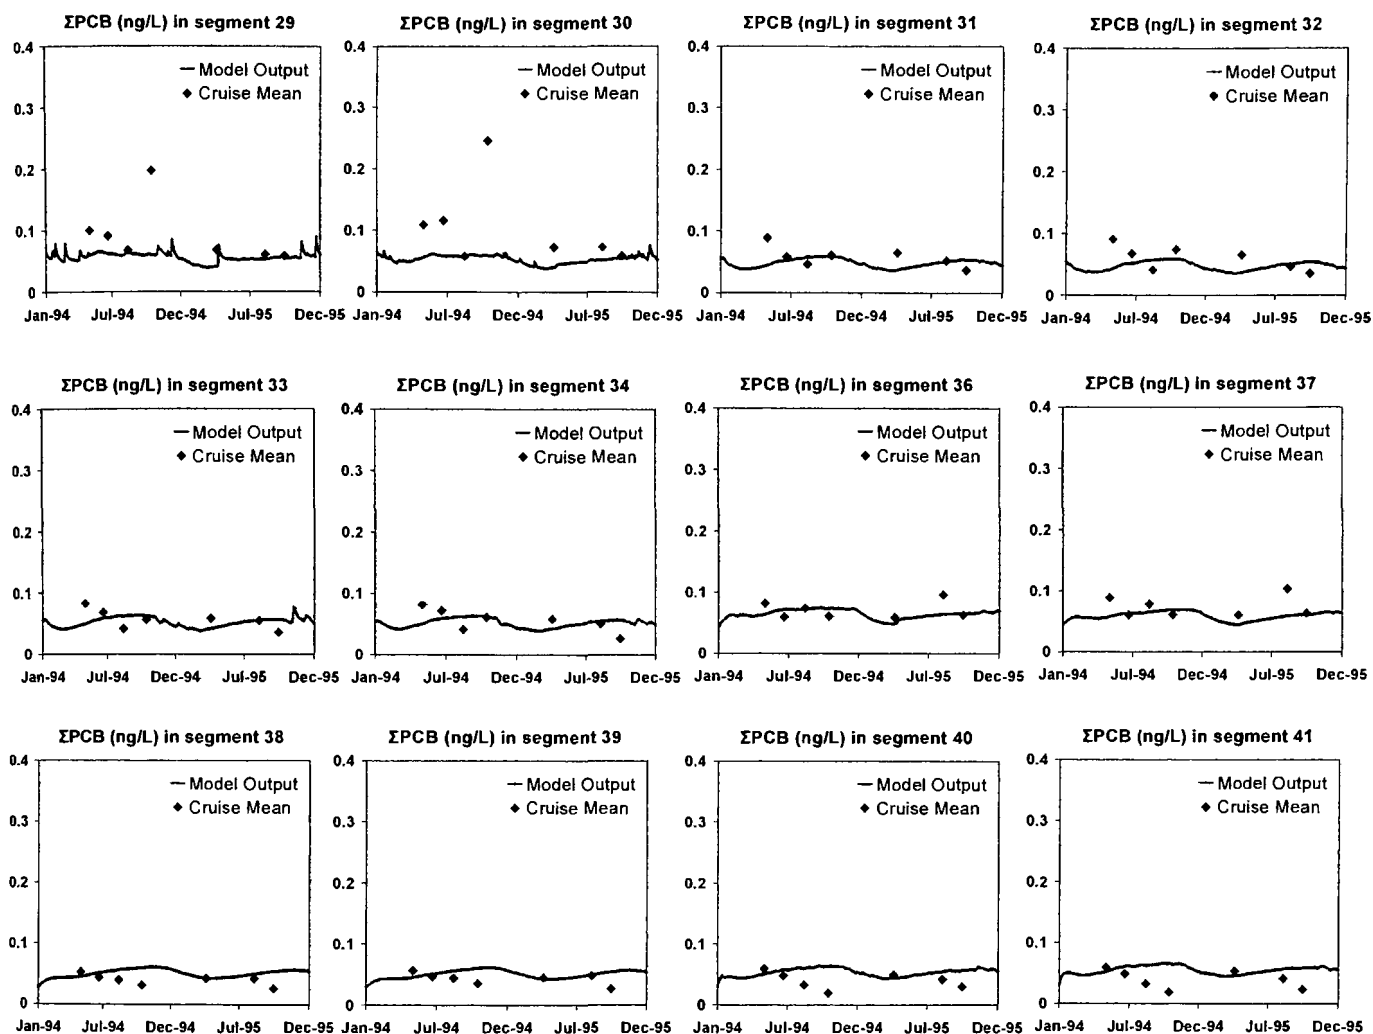 ΣPCB (ng/L) in segment 29
0.4
0.3
0.2
0.1
0
Model Output
Cruise Mean
Jan-94 Jul-94 Dec-94 Jul-95 Dec-95
ΣPCB (ng/L) in segment 30
0.4
0.3
0.2
0.1
0
Model Output
Cruise Mean
Jan-94 Jul-94 Dec-94 Jul-95 Dec-95
ΣPCB (ng/L) in segment 31
0.4
0.3
0.2
0.1
0
Model Output
Cruise Mean
Jan-94 Jul-94 Dec-94 Jul-95 Dec-95
ΣPCB (ng/L) in segment 32
0.4
0.3
0.2
0.1
0
Model Output
Cruise Mean
Jan-94 Jul-94 Dec-94 Jul-95 Dec-95
ΣPCB (ng/L) in segment 33
0.4
0.3
0.2
0.1
0
Model Output
Cruise Mean
Jan-94 Jul-94 Dec-94 Jul-95 Dec-95
ΣPCB (ng/L) in segment 34
0.4
0.3
0.2
0.1
0
Model Output
Cruise Mean
Jan-94 Jul-94 Dec-94 Jul-95 Dec-95
ΣPCB (ng/L) in segment 36
0.4
0.3
0.2
0.1
0
Model Output
Cruise Mean
Jan-94 Jul-94 Dec-94 Jul-95 Dec-95
ΣPCB (ng/L) in segment 37
0.4
0.3
0.2
0.1
0
Model Output
Cruise Mean
Jan-94 Jul-94 Dec-94 Jul-95 Dec-95
ΣPCB (ng/L) in segment 38
0.4
0.3
0.2
0.1
0
Model Output
Cruise Mean
Jan-94 Jul-94 Dec-94 Jul-95 Dec-95
ΣPCB (ng/L) in segment 39
0.4
0.3
0.2
0.1
0
Model Output
Cruise Mean
Jan-94 Jul-94 Dec-94 Jul-95 Dec-95
ΣPCB (ng/L) in segment 40
0.4
0.3
0.2
0.1
0
Model Output
Cruise Mean
Jan-94 Jul-94 Dec-94 Jul-95 Dec-95
ΣPCB (ng/L) in segment 41
0.4
0.3
0.2
0.1
0
Model Output
Cruise Mean
Jan-94 Jul-94 Dec-94 Jul-95 Dec-95